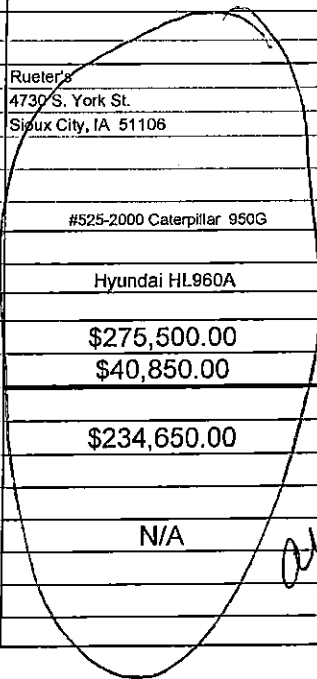 Rueter's
4730 S. York St.
Sioux City, IA 51106
#525-2000 Caterpillar 950G
Hyundai HL960A
$275,500.00
$40,850.00
$234,650.00
N/A